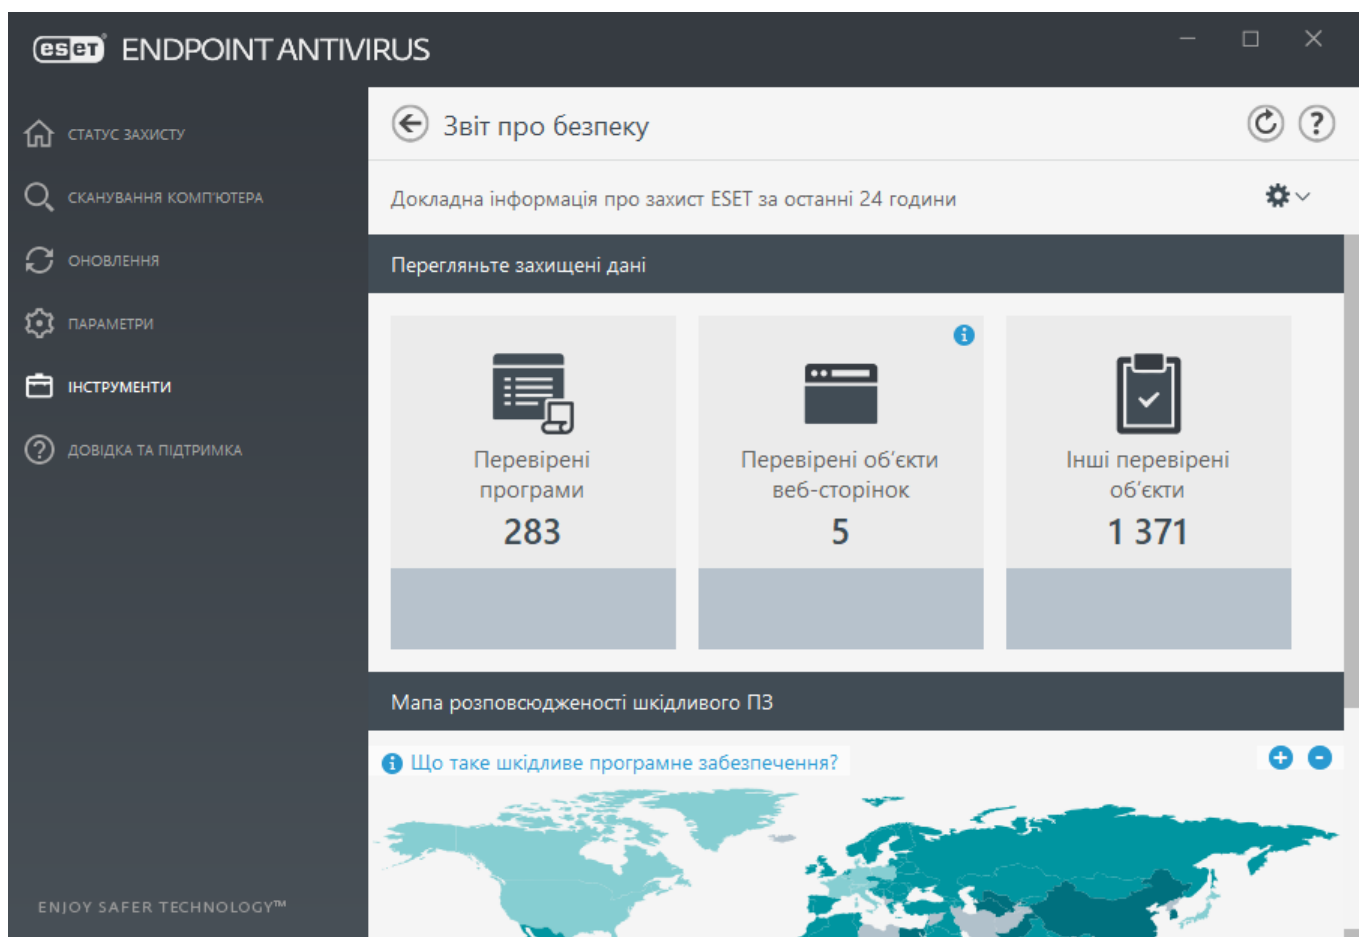 eset ENDPOINT ANTIVIRUS
СТАТУС ЗАХИСТУ
СКАНУВАННЯ КОМП'ЮТЕРА
ОНОВЛЕННЯ
ПАРАМЕТРИ
ІНСТРУМЕНТИ
ДОВІДКА ТА ПІДТРИМКА
ENJOY SAFER TECHNOLOGY™
Звіт про безпеку
Докладна інформація про захист ESET за останні 24 години
Перегляньте захищені дані
Перевірені
програми
283
Перевірені об’єкти
веб-сторінок
5
Інші перевірені
об’єкти
1 371
Мапа розповсюдженості шкідливого ПЗ
Що таке шкідливе програмне забезпечення?